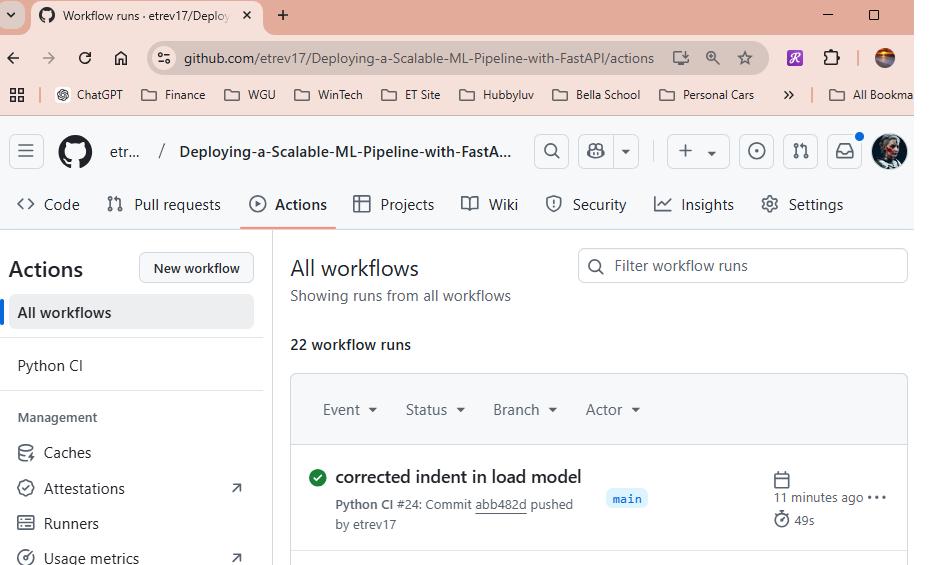 Workflow runs · etrev17/Deploy
github.com/etrev17/Deploying-a-Scalable-ML-Pipeline-with-FastAPI/actions
ChatGPT Finance WGU WinTech ET Site Hubbyluv Bella School Personal Cars » All Bookma
etr... / Deploying-a-Scalable-ML-Pipeline-with-FastA...
Code Pull requests Actions Projects Wiki Security Insights Settings
Actions
New workflow
All workflows
Python CI
Management
Caches
Attestations
Runners
Usage metrics
All workflows
Showing runs from all workflows
Filter workflow runs
22 workflow runs
Event Status Branch Actor
corrected indent in load model
Python CI #24: Commit abb482d pushed
by etrev17
main
11 minutes ago
49s